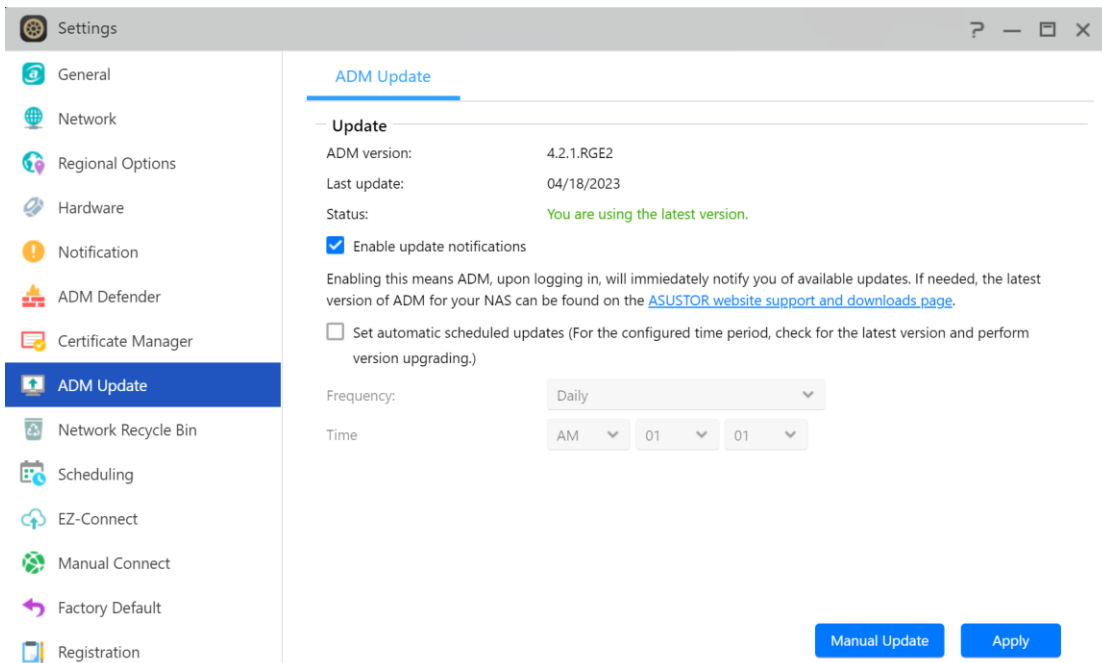 Settings
General
Network
Regional Options
Hardware
Notification
ADM Defender
Certificate Manager
ADM Update
Network Recycle Bin
Scheduling
EZ-Connect
Manual Connect
Factory Default
Registration
ADM Update
Update
ADM version: 4.2.1.RGE2
Last update: 04/18/2023
Status: You are using the latest version.
Enable update notifications
Enabling this means ADM, upon logging in, will immiedately notify you of available updates. If needed, the latest
version of ADM for your NAS can be found on the ASUSTOR website support and downloads page.
Set automatic scheduled updates (For the configured time period, check for the latest version and perform
version upgrading.)
Frequency: Daily
Time AM 01 01
Manual Update Apply